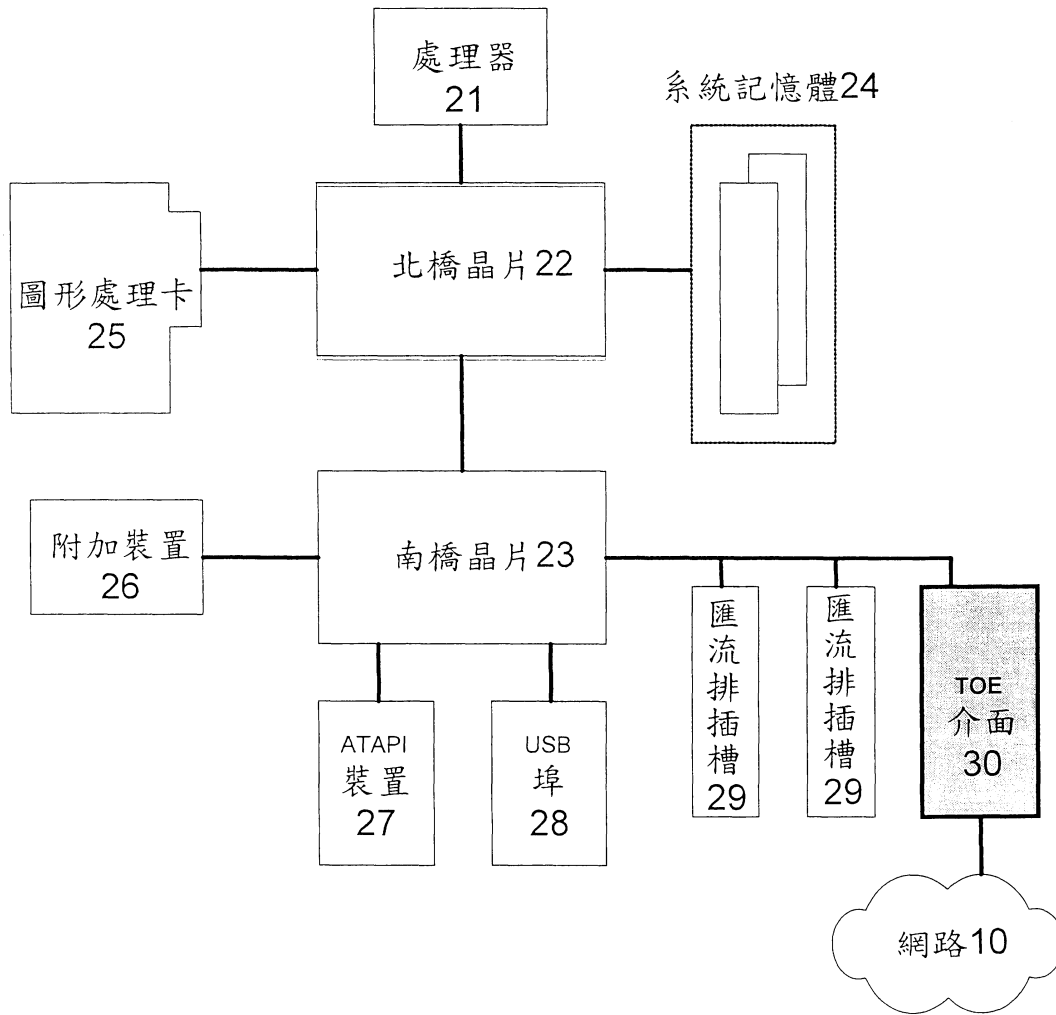 處理器
21
系統記憶體24
北橋晶片22
圖形處理卡
25
附加裝置
26
南橋晶片23
ATAPI
裝置
27
USB
埠
28
匯流排插槽
29
匯流排插槽
29
TOE
介面
30
網路10